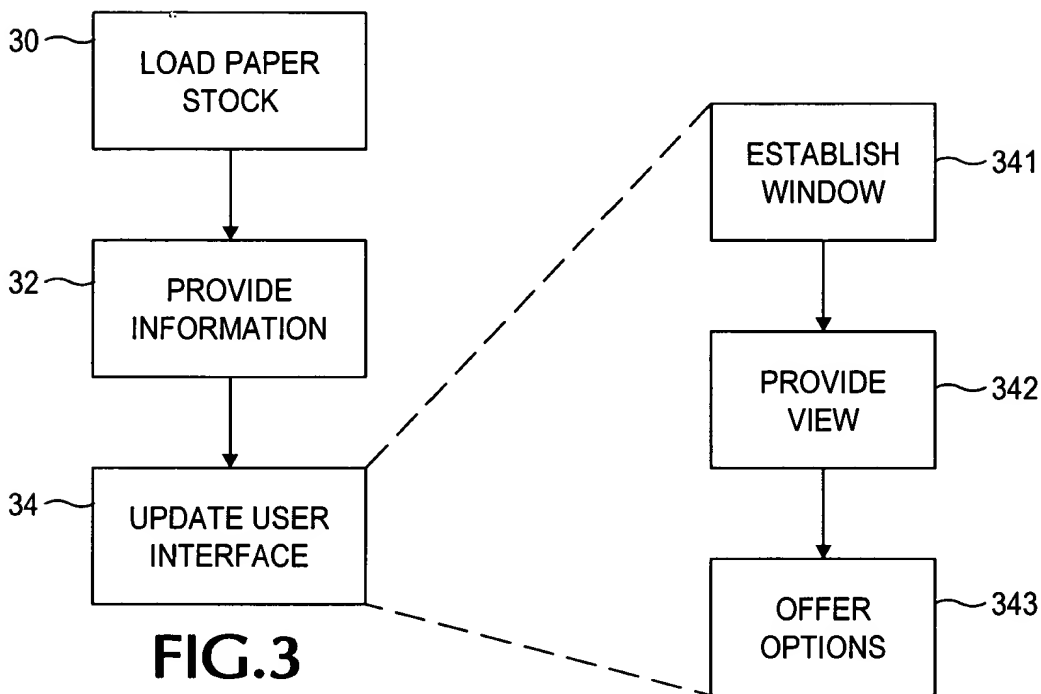 30
LOAD PAPER
STOCK
32
PROVIDE
INFORMATION
34
UPDATE USER
INTERFACE
FIG.3
ESTABLISH
WINDOW
341
PROVIDE
VIEW
342
OFFER
OPTIONS
343